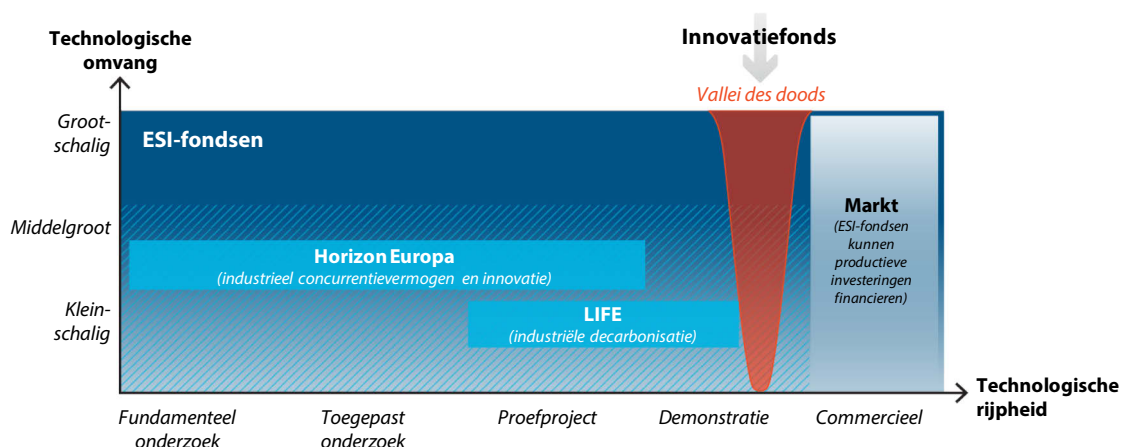 Technologische
omvang
Innovatiefonds
Vallei des doods
Groot-
schalig
ESI-fondsen
Middelgroot
Markt
(ESI-fondsen
kunnen
productieve
investeringen
financieren)
Horizon Europa
(industrieel concurrentievermogen en innovatie)
Klein-
schalig
LIFE
(industriële decarbonisatie)
Technologische
rijpheid
Fundamenteel
onderzoek
Toegepast
onderzoek
Proefproject
Demonstratie
Commercieel